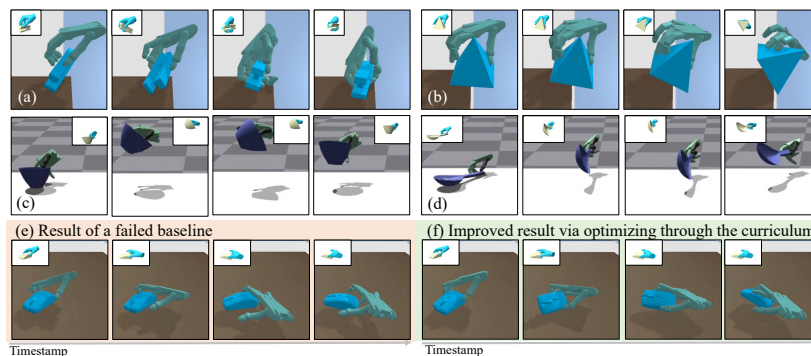 (a)
(b)
(c)
(d)
(e) Result of a failed baseline
(f) Improved result via optimizing through the curriculum
Timestamp
Timestamp